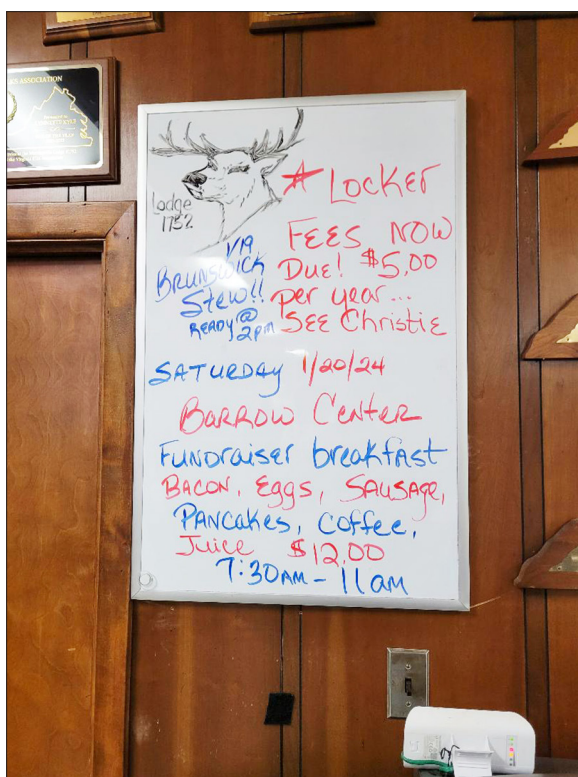 ASSOCIATION
Lodge
1752
☆ LOCKER
FEES NOW
DUE! $5.00
per year...
SEE Christie
1/19
BRUNSWICK
Stew!!
READY @
2pm
SATURDAY 1/20/24
BARROW CENTER
FUNDraiser breakfast
BACON, Eggs, SAUSAge,
PANCAkes, COFFee,
Juice $12.00
7:30AM - 11AM